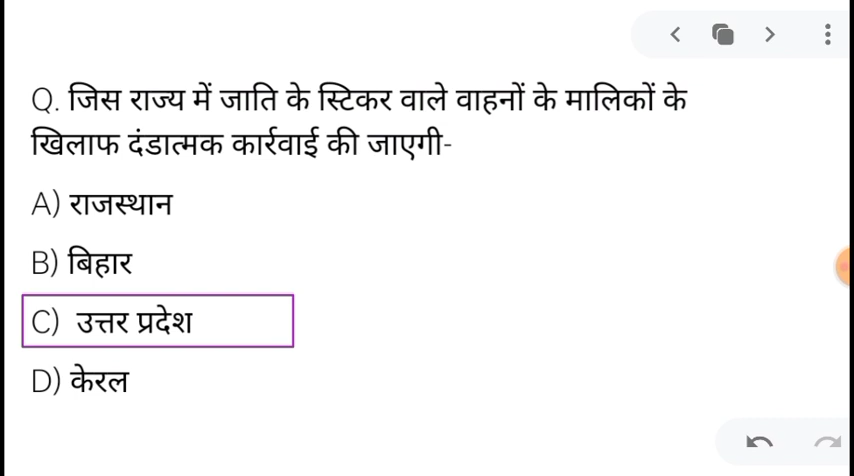 Q. जिस राज्य में जाति के स्टिकर वाले वाहनों के मालिकों के
खिलाफ दंडात्मक कार्रवाई की जाएगी-
A) राजस्थान
B) बिहार
C) उत्तर प्रदेश
D) केरल